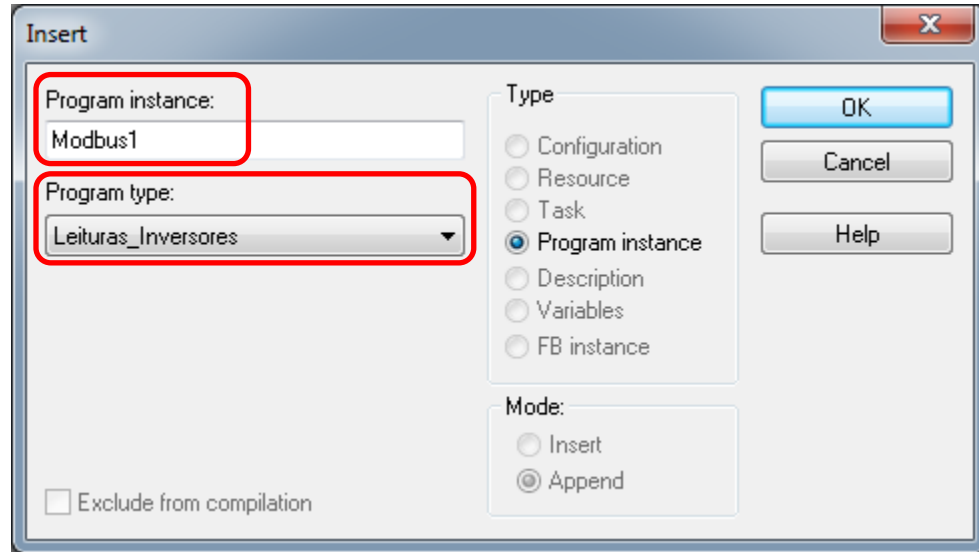 Insert
Program instance:
Modbus1
Program type:
Leituras_Inversores
Exclude from compilation
Type
Configuration
Resource
Task
Program instance
Description
Variables
FB instance
Mode:
Insert
Append
OK
Cancel
Help